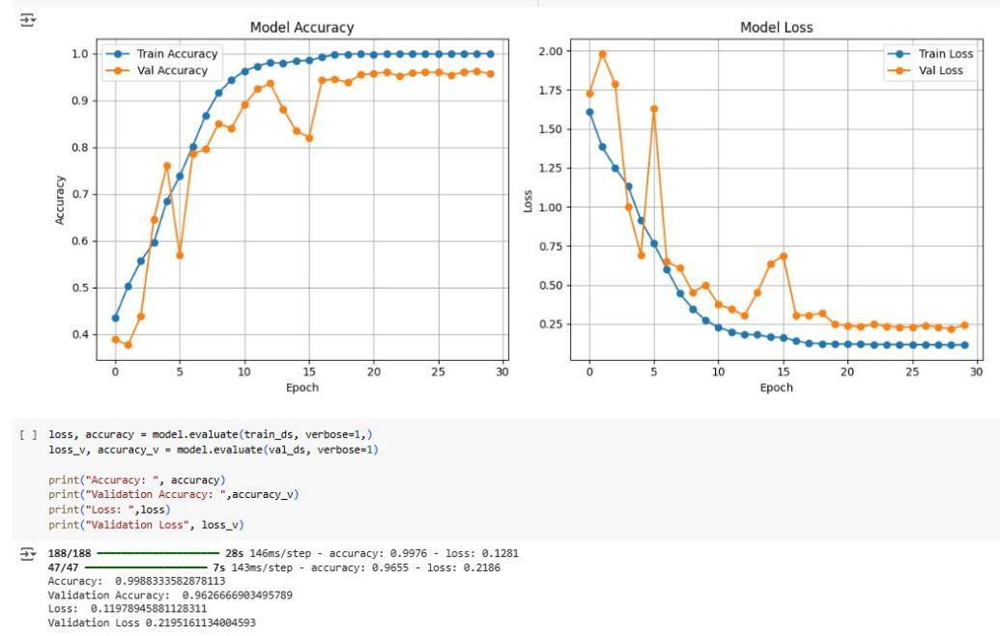 Model Accuracy
Train Accuracy
Val Accuracy
1.0
0.9
0.8
0.7
0.6
0.5
0.4
Accuracy
0 5 10 15 20 25 30
Epoch
Model Loss
Train Loss
Val Loss
2.00
1.75
1.50
1.25
1.00
0.75
0.50
0.25
Loss
0 5 10 15 20 25 30
Epoch
[ ] loss, accuracy = model.evaluate(train_ds, verbose=1,)
loss_v, accuracy_v = model.evaluate(val_ds, verbose=1)
print("Accuracy: ", accuracy)
print("Validation Accuracy: ",accuracy_v)
print("Loss: ",loss)
print("Validation Loss", loss_v)
188/188 ━━━━━━━━━━━━━━━━━━━━ 28s 146ms/step - accuracy: 0.9976 - loss: 0.1281
47/47 ━━━━━━━━━━━━━━━━━━━━ 7s 143ms/step - accuracy: 0.9655 - loss: 0.2186
Accuracy:  0.9988333582878113
Validation Accuracy:  0.9626666903495789
Loss:  0.11978945881128311
Validation Loss 0.2195161134004593